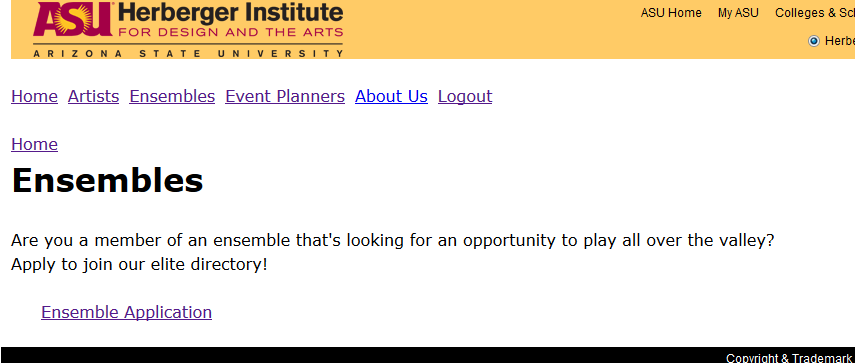 ASU Herberger Institute
FOR DESIGN AND THE ARTS
ARIZONA STATE UNIVERSITY
ASU Home My ASU Colleges & Sc
Herbe
Home Artists Ensembles Event Planners About Us Logout
Home
Ensembles
Are you a member of an ensemble that's looking for an opportunity to play all over the valley?
Apply to join our elite directory!
Ensemble Application
Copyright & Trademark